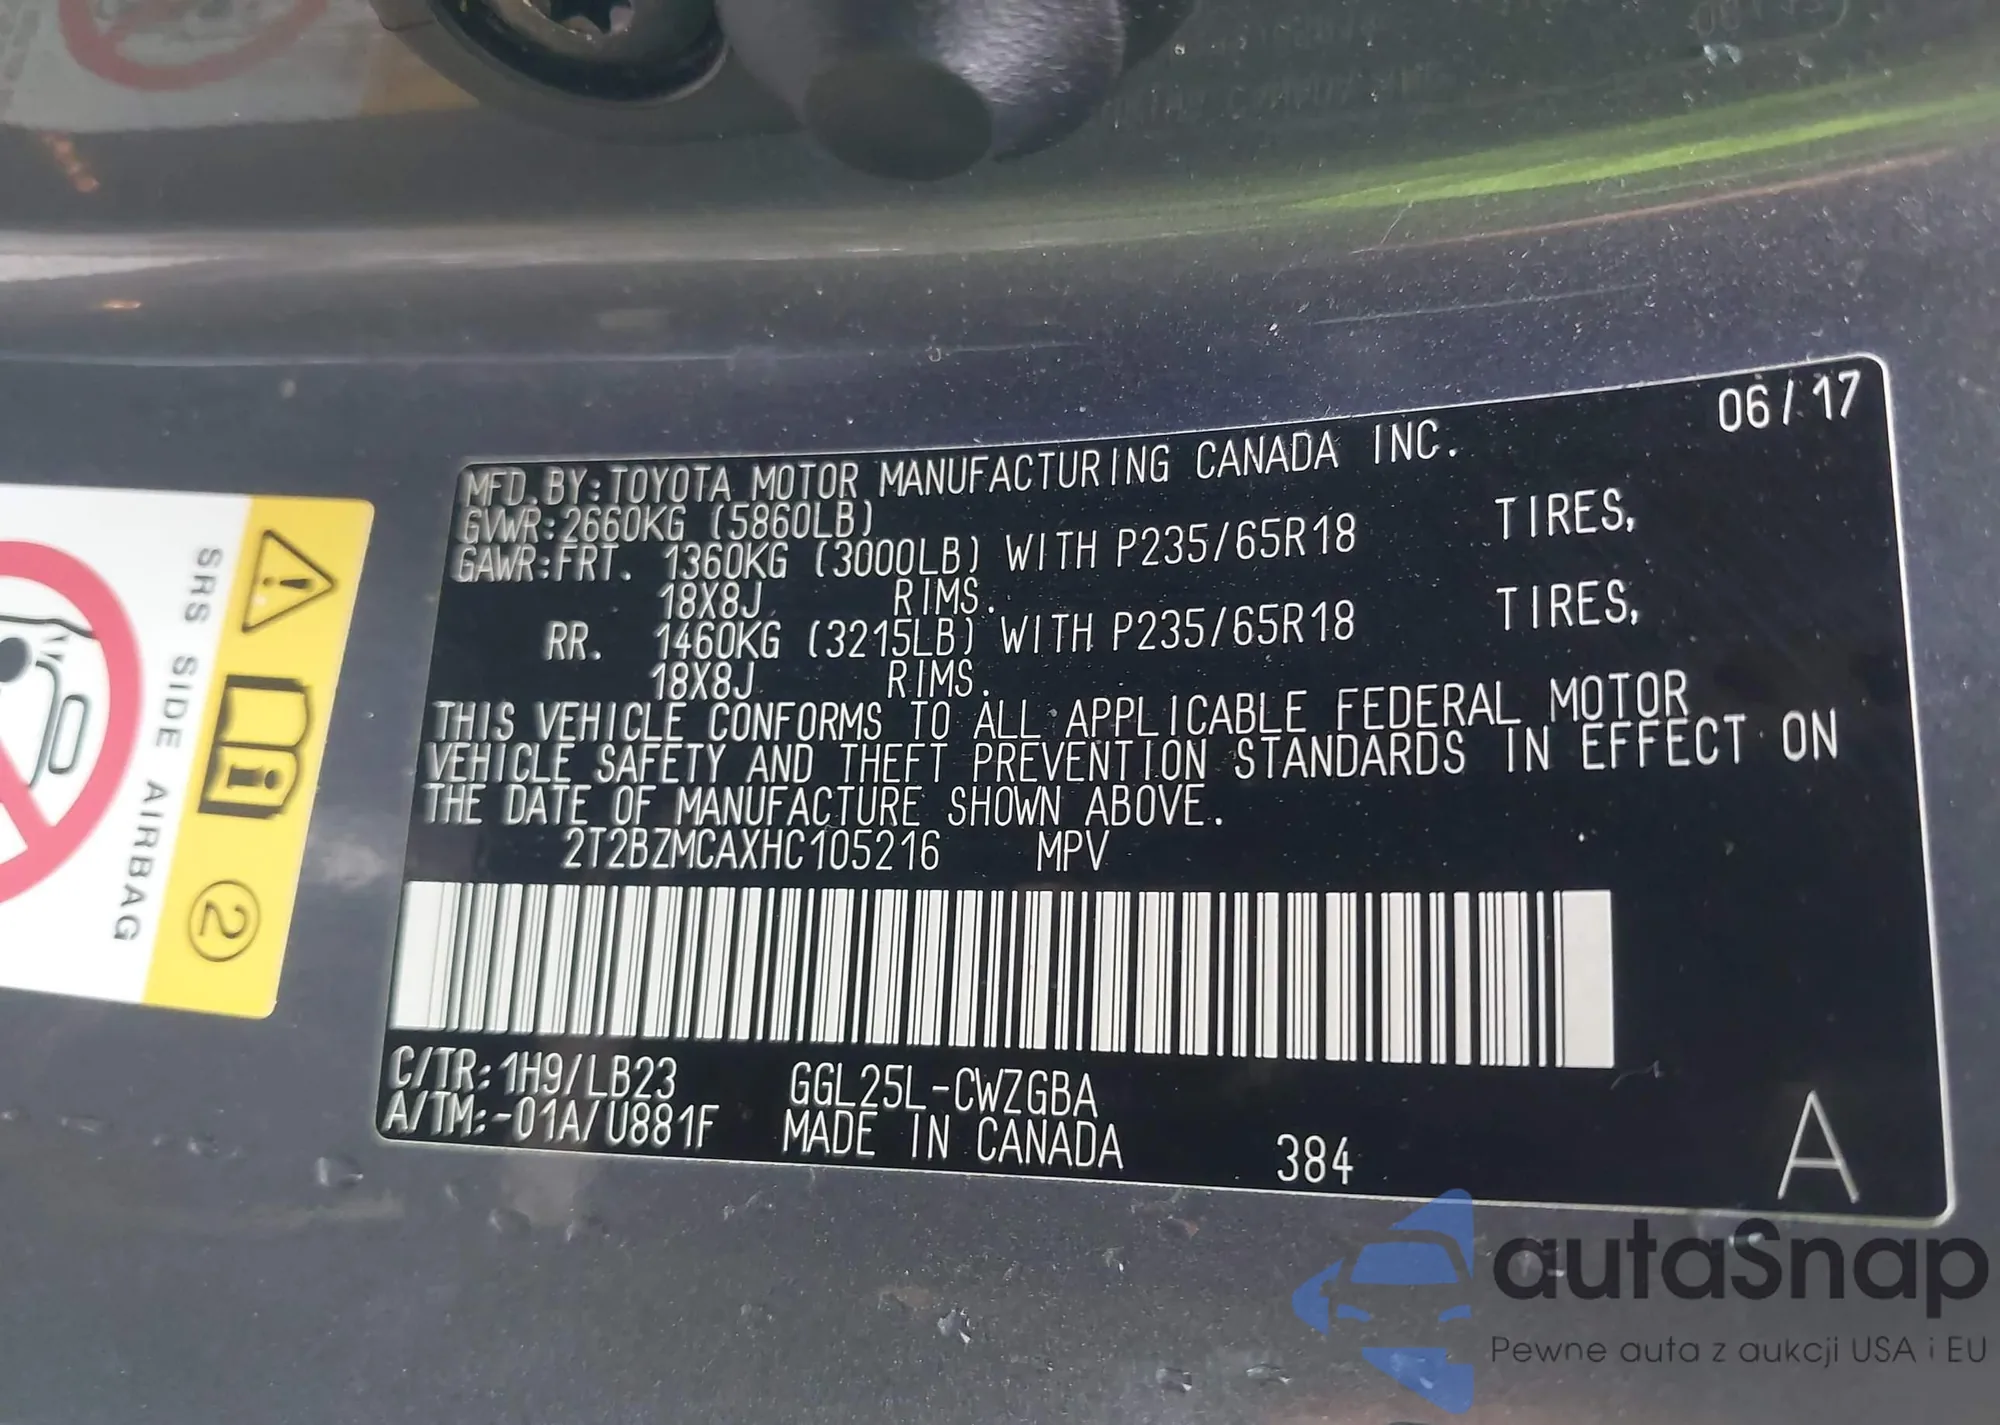 06/17
MFD. BY: TOYOTA MOTOR MANUFACTURING CANADA INC.
GVWR: 2660KG (5860LB)
GAWR: FRT. 1360KG (3000LB) WITH P235/65R18 TIRES,
18X8J RIMS.
RR. 1460KG (3215LB) WITH P235/65R18 TIRES,
18X8J RIMS.
THIS VEHICLE CONFORMS TO ALL APPLICABLE FEDERAL MOTOR
VEHICLE SAFETY AND THEFT PREVENTION STANDARDS IN EFFECT ON
THE DATE OF MANUFACTURE SHOWN ABOVE.
2T2BZMCAXHC105216 MPV
C/TR: 1H9/LB23 GGL25L-CWZGBA
A/TM: -01A/U881F MADE IN CANADA 384 A
SRS SIDE AIRBAG
2
autaSnap
Pewne auta z aukcji USA i EU